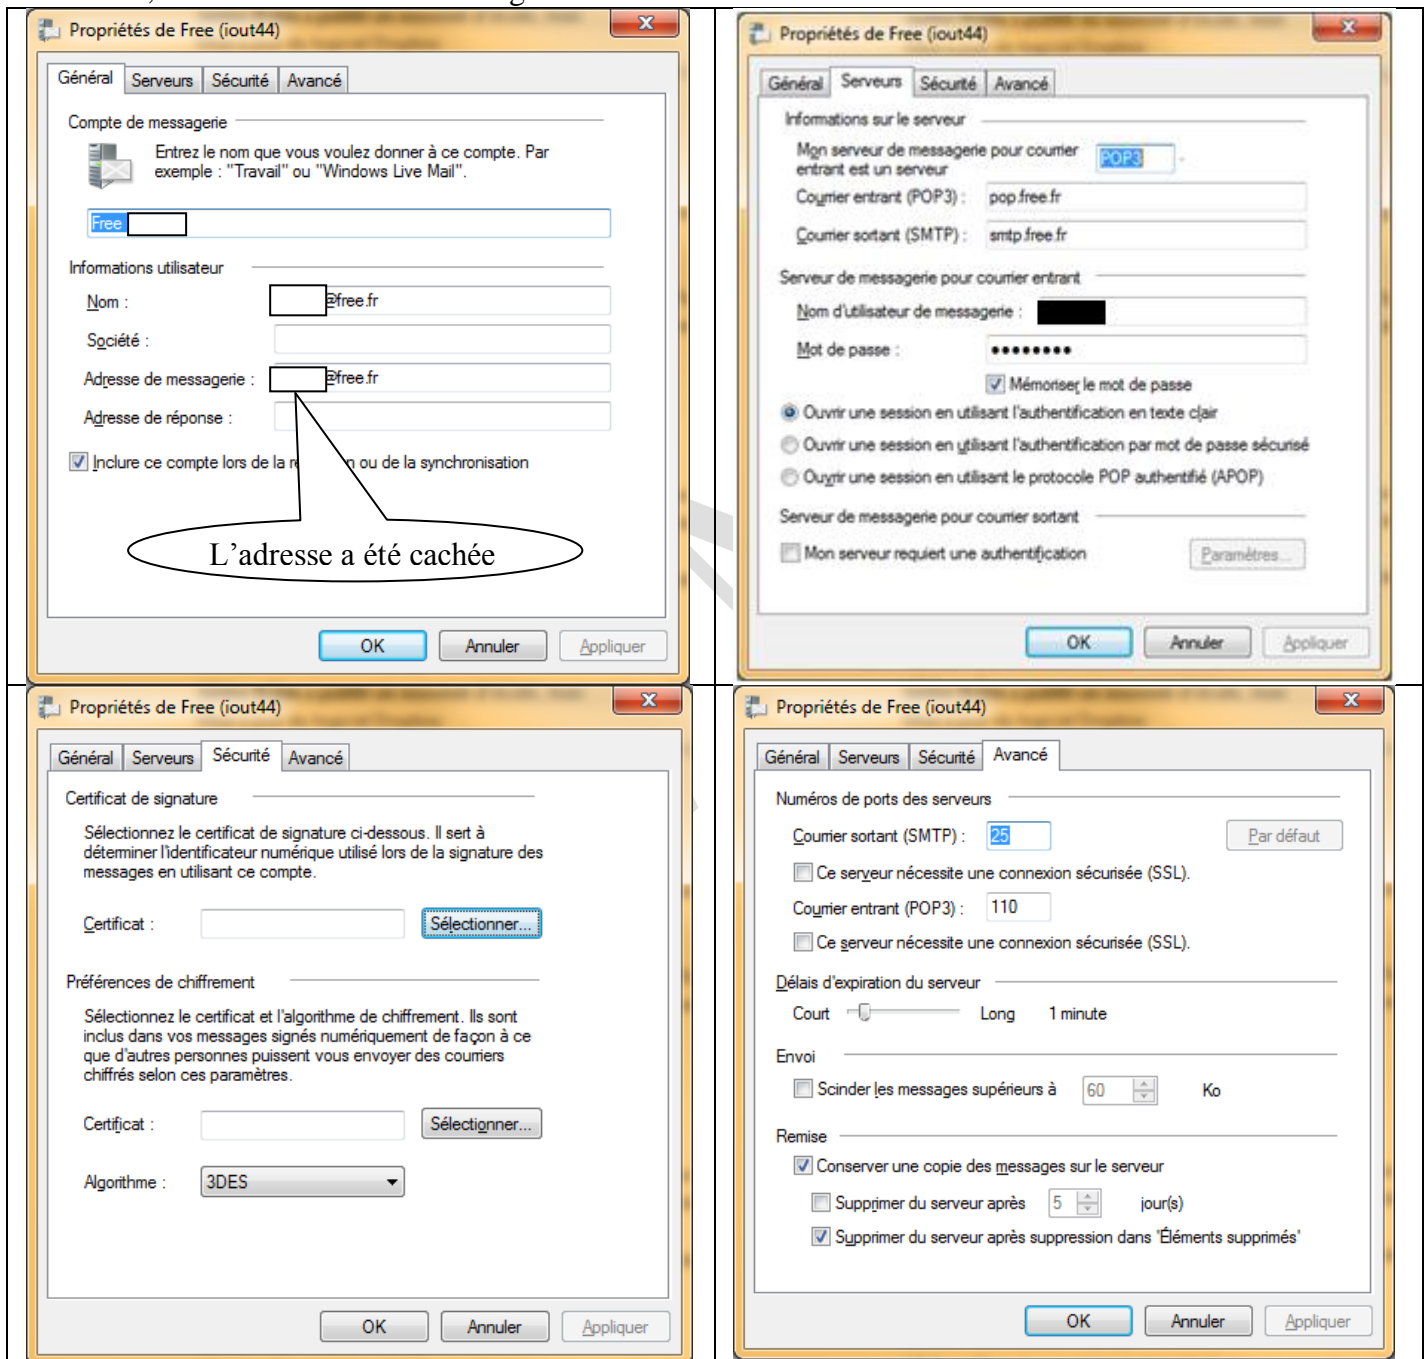 Propriétés de Free (iout44)
Général Serveurs Sécurité Avancé
Compte de messagerie
Entrez le nom que vous voulez donner à ce compte. Par
exemple : "Travail" ou "Windows Live Mail".
Free
Informations utilisateur
Nom : @free.fr
Société :
Adresse de messagerie : @free.fr
Adresse de réponse :
Inclure ce compte lors de la ou de la synchronisation
L’adresse a été cachée
OK Annuler Appliquer
Propriétés de Free (iout44)
Général Serveurs Sécurité Avancé
Informations sur le serveur
Mon serveur de messagerie pour courrier
entrant est un serveur
POP3
Courrier entrant (POP3) : pop.free.fr
Courrier sortant (SMTP) : smtp.free.fr
Serveur de messagerie pour courrier entrant
Nom d'utilisateur de messagerie :
Mot de passe : ●●●●●●●●
Mémoriser le mot de passe
Ouvrir une session en utilisant l'authentification en texte clair
Ouvrir une session en utilisant l'authentification par mot de passe sécurisé
Ouvrir une session en utilisant le protocole POP authentifié (APOP)
Serveur de messagerie pour courrier sortant
Mon serveur requiert une authentification Paramètres...
OK Annuler Appliquer
Propriétés de Free (iout44)
Général Serveurs Sécurité Avancé
Certificat de signature
Sélectionnez le certificat de signature ci-dessous. Il sert à
déterminer l'identificateur numérique utilisé lors de la signature des
messages en utilisant ce compte.
Certificat : Sélectionner...
Préférences de chiffrement
Sélectionnez le certificat et l'algorithme de chiffrement. Ils sont
inclus dans vos messages signés numériquement de façon à ce
que d'autres personnes puissent vous envoyer des courriers
chiffrés selon ces paramètres.
Certificat : Sélectionner...
Algorithme : 3DES
OK Annuler Appliquer
Propriétés de Free (iout44)
Général Serveurs Sécurité Avancé
Numéros de ports des serveurs
Courrier sortant (SMTP) : 25 Par défaut
Ce serveur nécessite une connexion sécurisée (SSL).
Courrier entrant (POP3) : 110
Ce serveur nécessite une connexion sécurisée (SSL).
Délais d'expiration du serveur
Court Long 1 minute
Envoi
Scinder les messages supérieurs à 60 Ko
Remise
Conserver une copie des messages sur le serveur
Supprimer du serveur après 5 jour(s)
Supprimer du serveur après suppression dans 'Éléments supprimés'
OK Annuler Appliquer